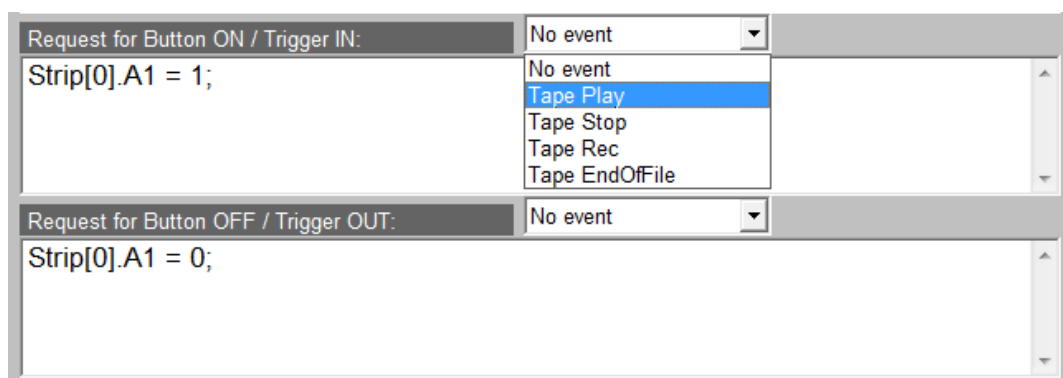 Request for Button ON / Trigger IN:
No event
Strip[0].A1 = 1;
No event
Tape Play
Tape Stop
Tape Rec
Tape EndOfFile
Request for Button OFF / Trigger OUT:
No event
Strip[0].A1 = 0;